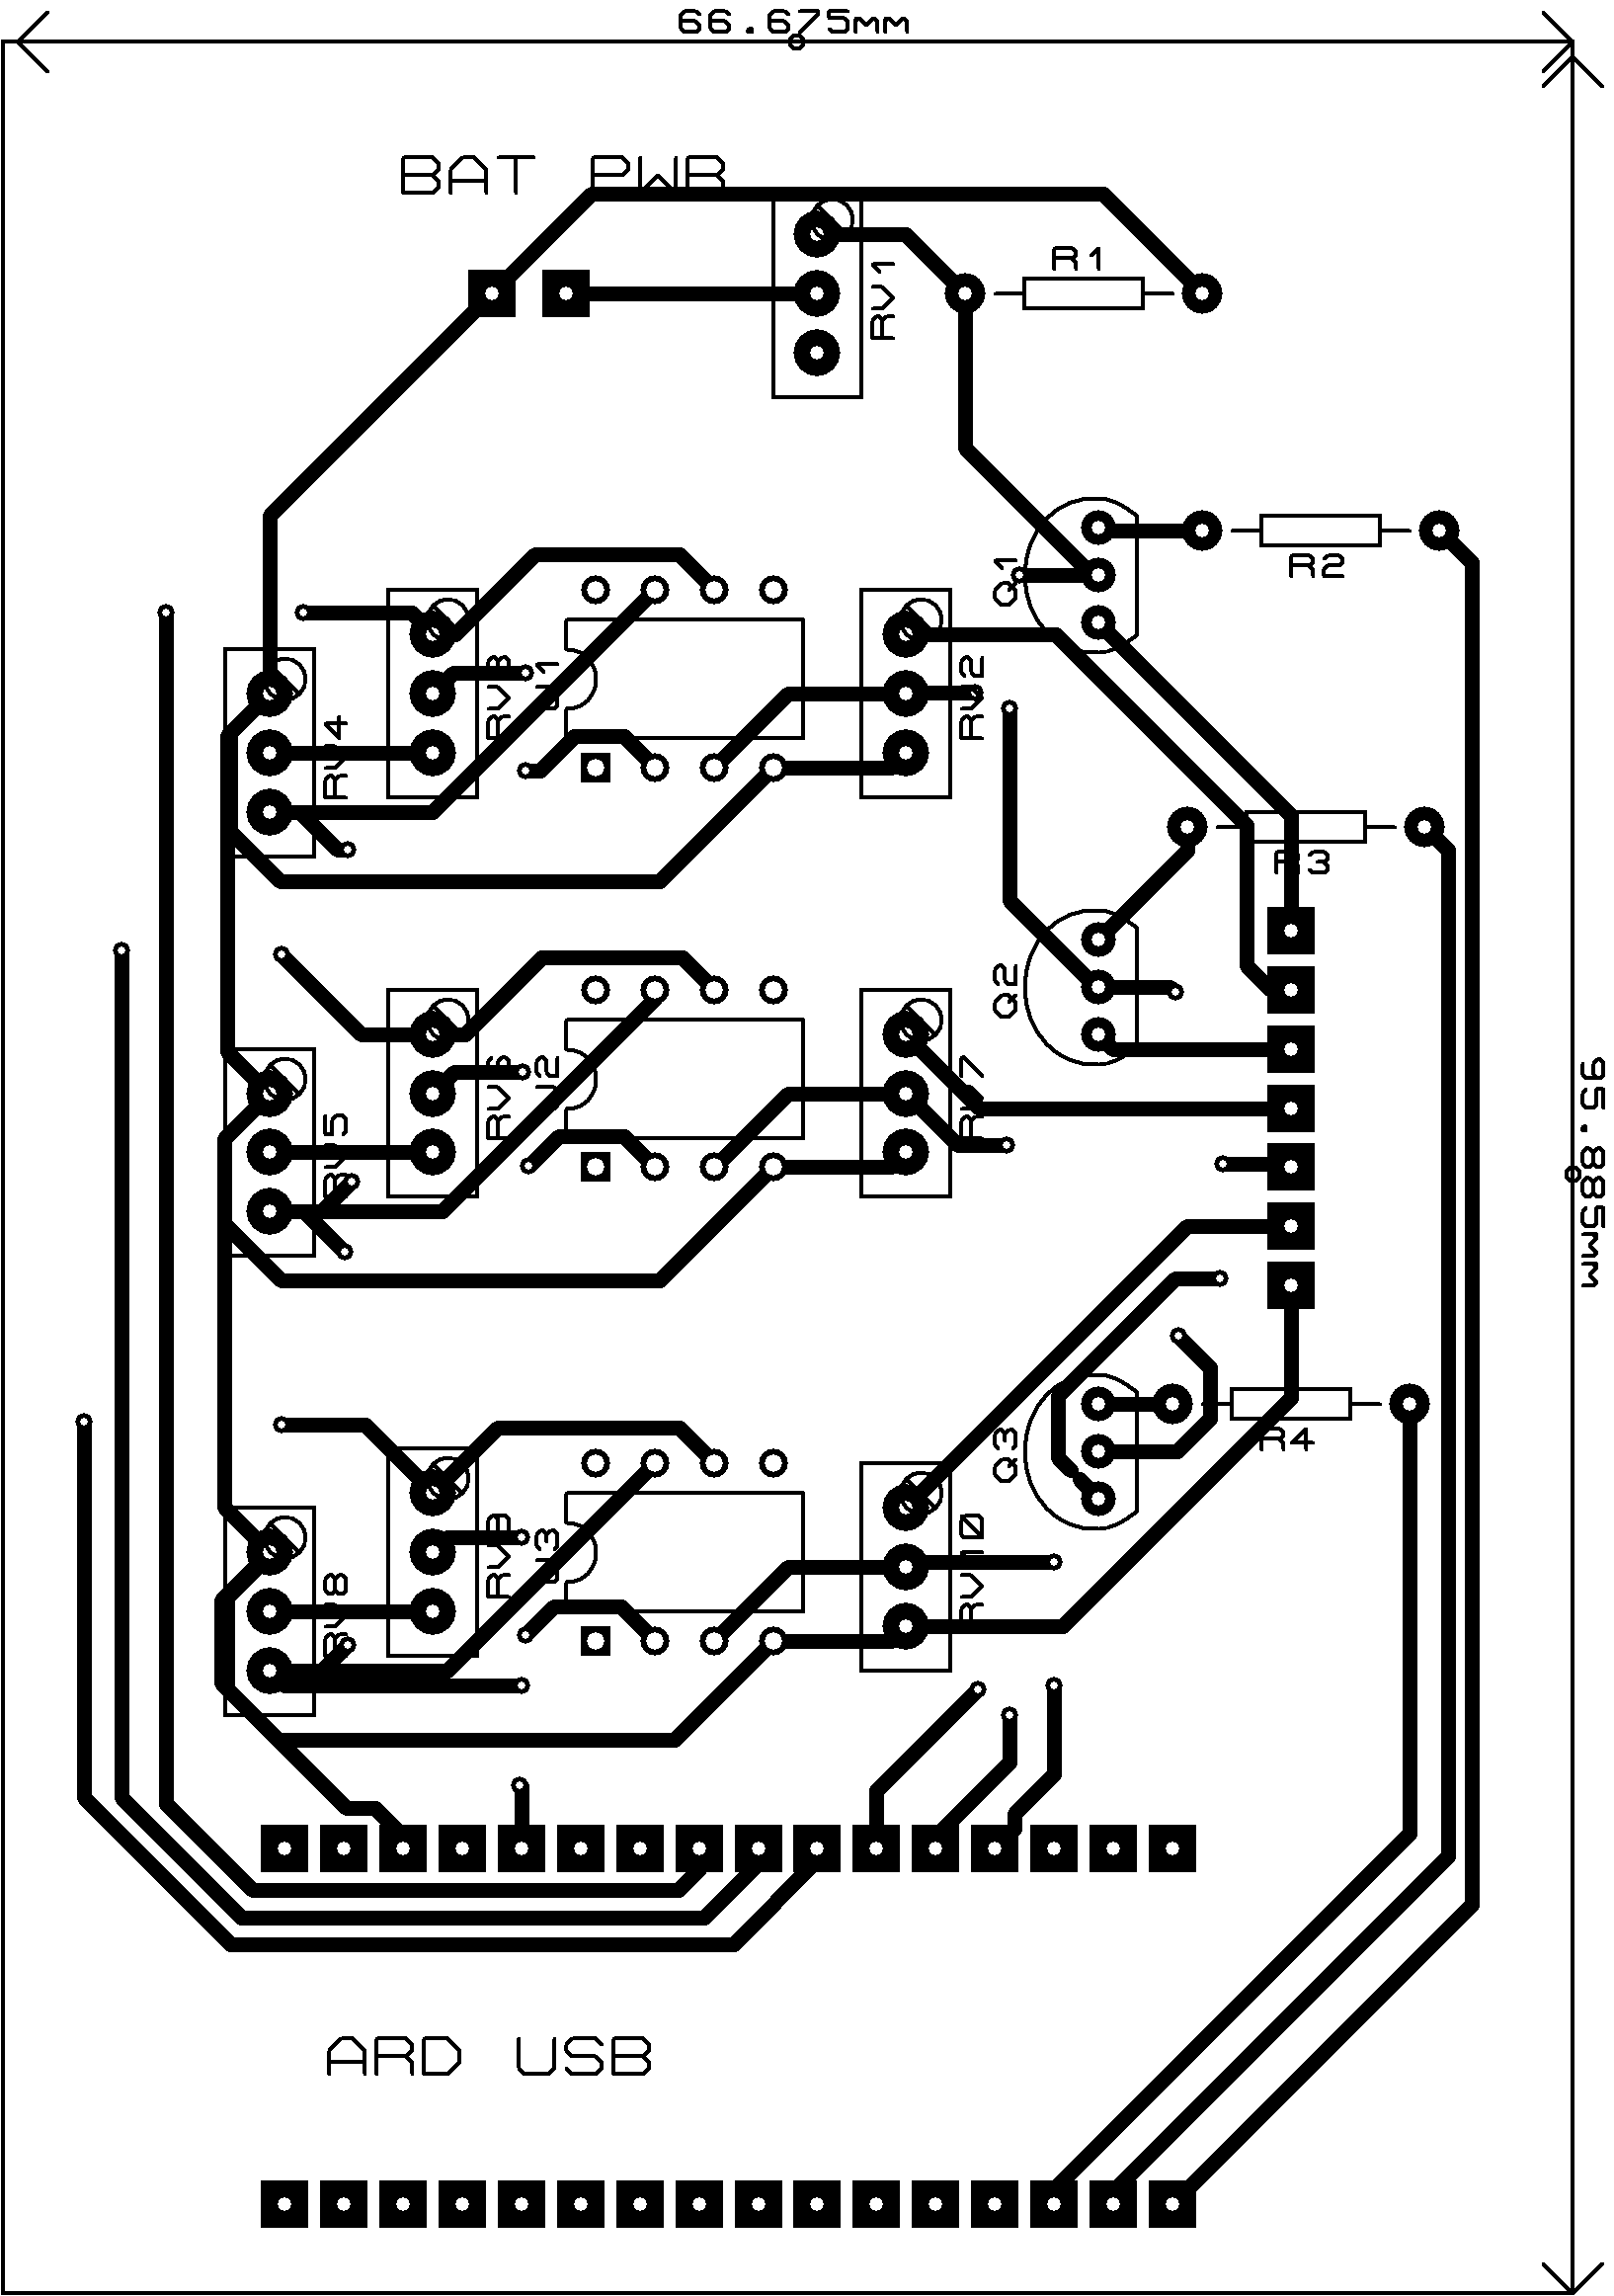 66.675mm
BAT PWR
R1
RV1
Q1
R2
RV3
U1
RV2
RV4
R3
Q2
RV6
U2
RV7
RV5
95.885mm
Q3
R4
RV9
U3
RV10
RV8
ARD USB